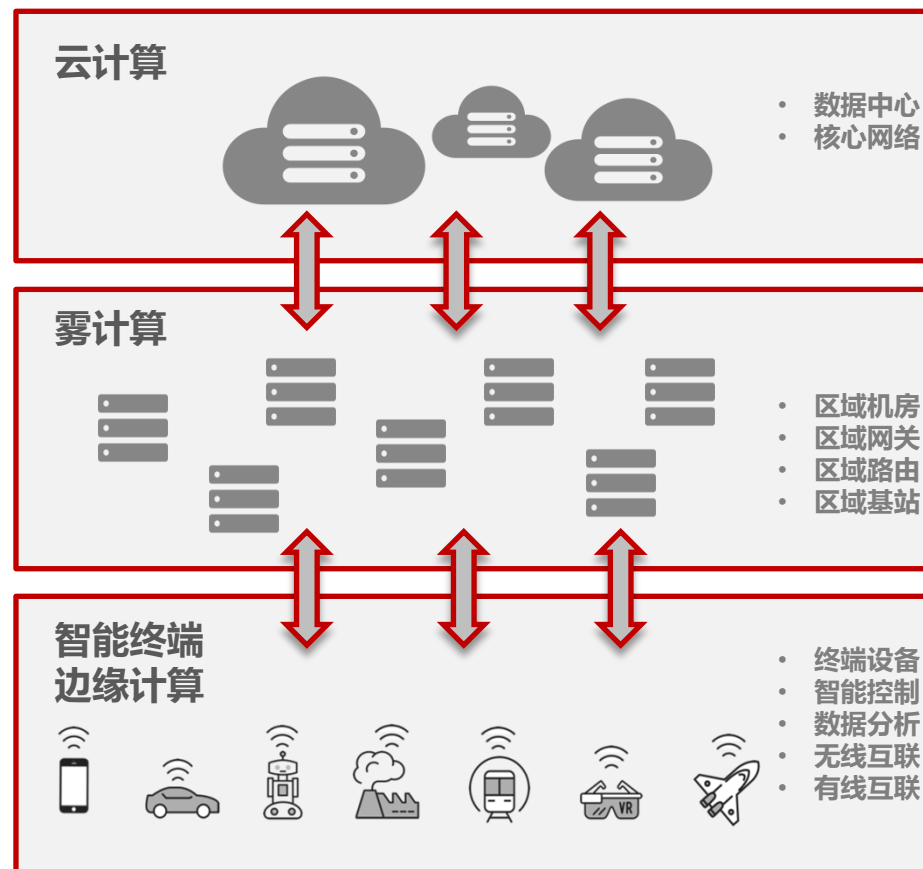 云计算
• 数据中心
• 核心网络
雾计算
• 区域机房
• 区域网关
• 区域路由
• 区域基站
智能终端
边缘计算
• 终端设备
• 智能控制
• 数据分析
• 无线互联
• 有线互联
VR